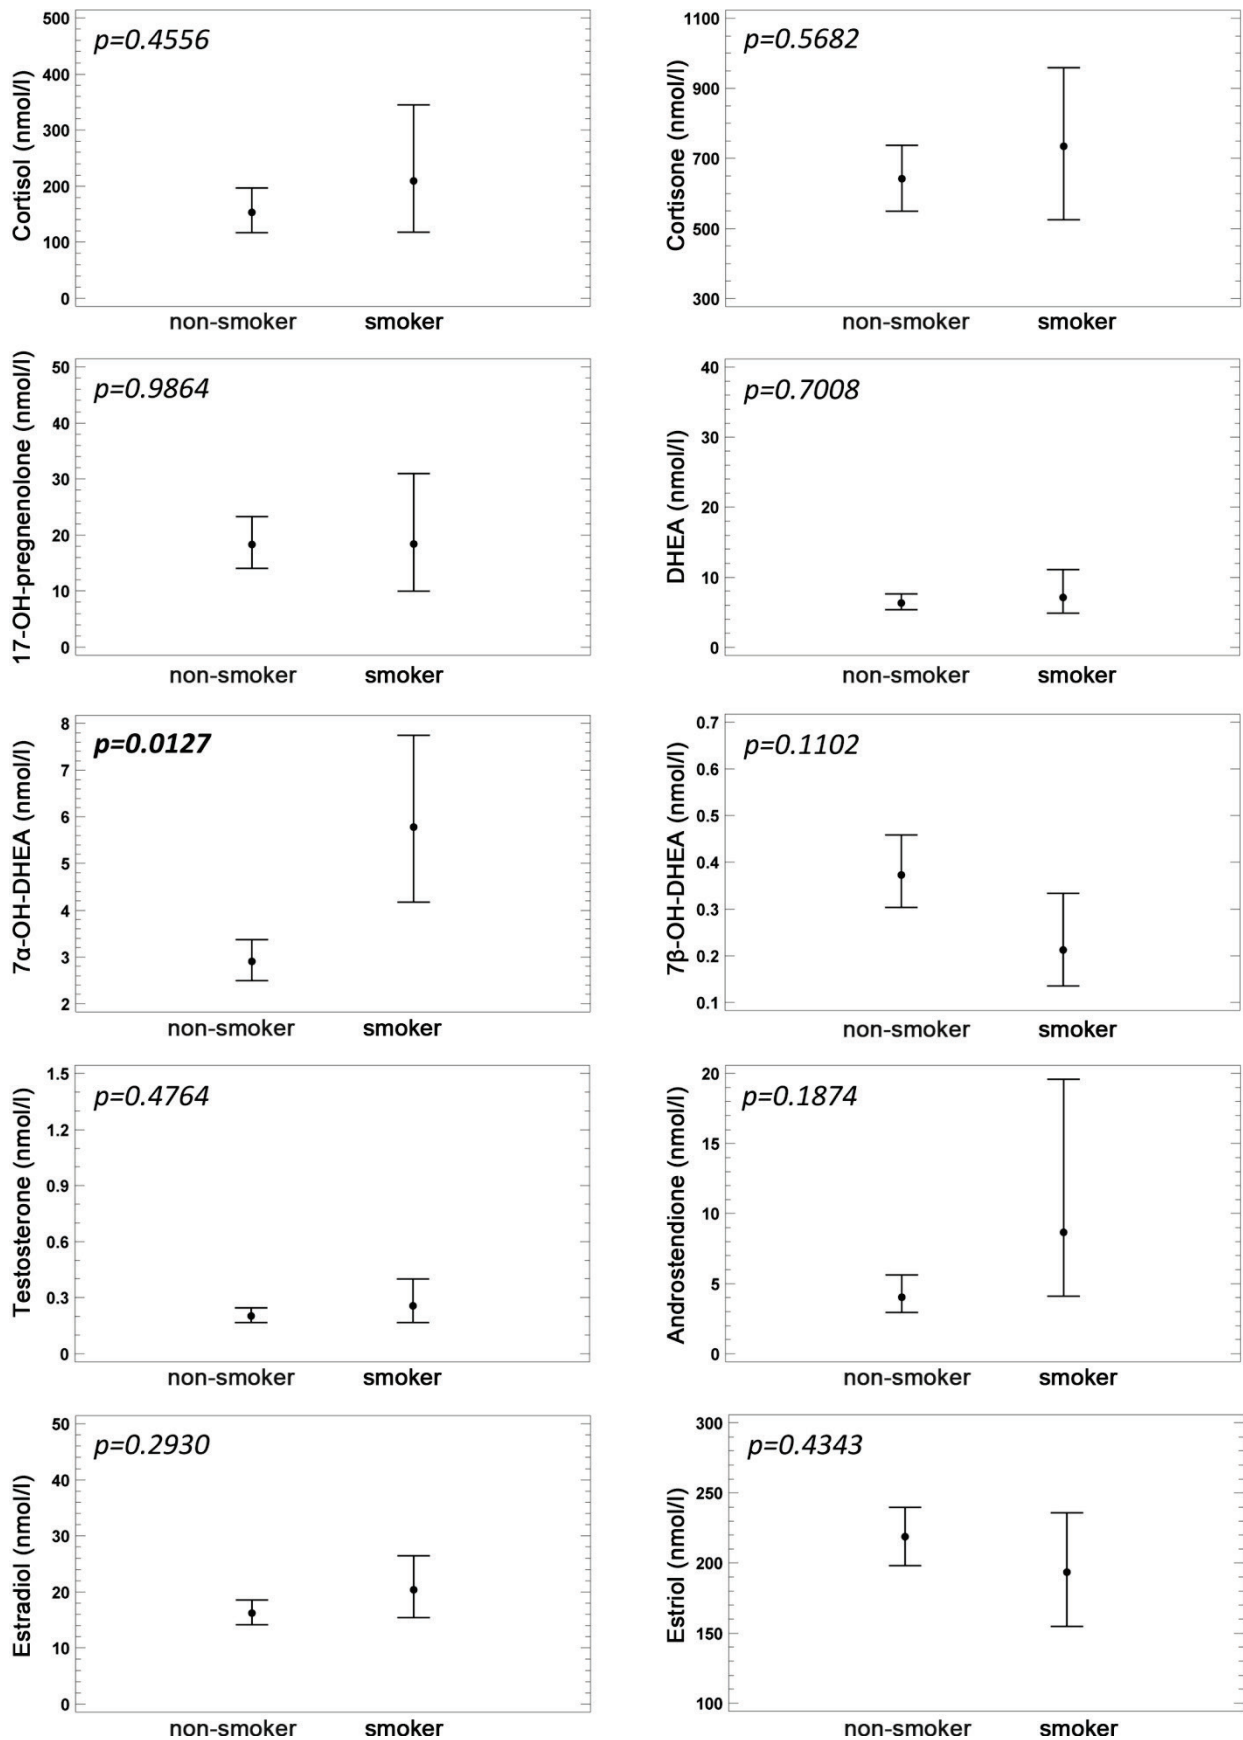 Cortisol (nmol/l)
500
400
300
200
100
0
p=0.4556
non-smoker smoker
Cortisone (nmol/l)
1100
900
700
500
300
p=0.5682
non-smoker smoker
17-OH-pregnenolone (nmol/l)
50
40
30
20
10
0
p=0.9864
non-smoker smoker
DHEA (nmol/l)
40
30
20
10
0
p=0.7008
non-smoker smoker
7α-OH-DHEA (nmol/l)
8
7
6
5
4
3
2
p=0.0127
non-smoker smoker
7β-OH-DHEA (nmol/l)
0.7
0.6
0.5
0.4
0.3
0.2
0.1
p=0.1102
non-smoker smoker
Testosterone (nmol/l)
1.5
1.2
0.9
0.6
0.3
0
p=0.4764
non-smoker smoker
Androstendione (nmol/l)
20
15
10
5
0
p=0.1874
non-smoker smoker
Estradiol (nmol/l)
50
40
30
20
10
0
p=0.2930
non-smoker smoker
Estriol (nmol/l)
300
250
200
150
100
p=0.4343
non-smoker smoker